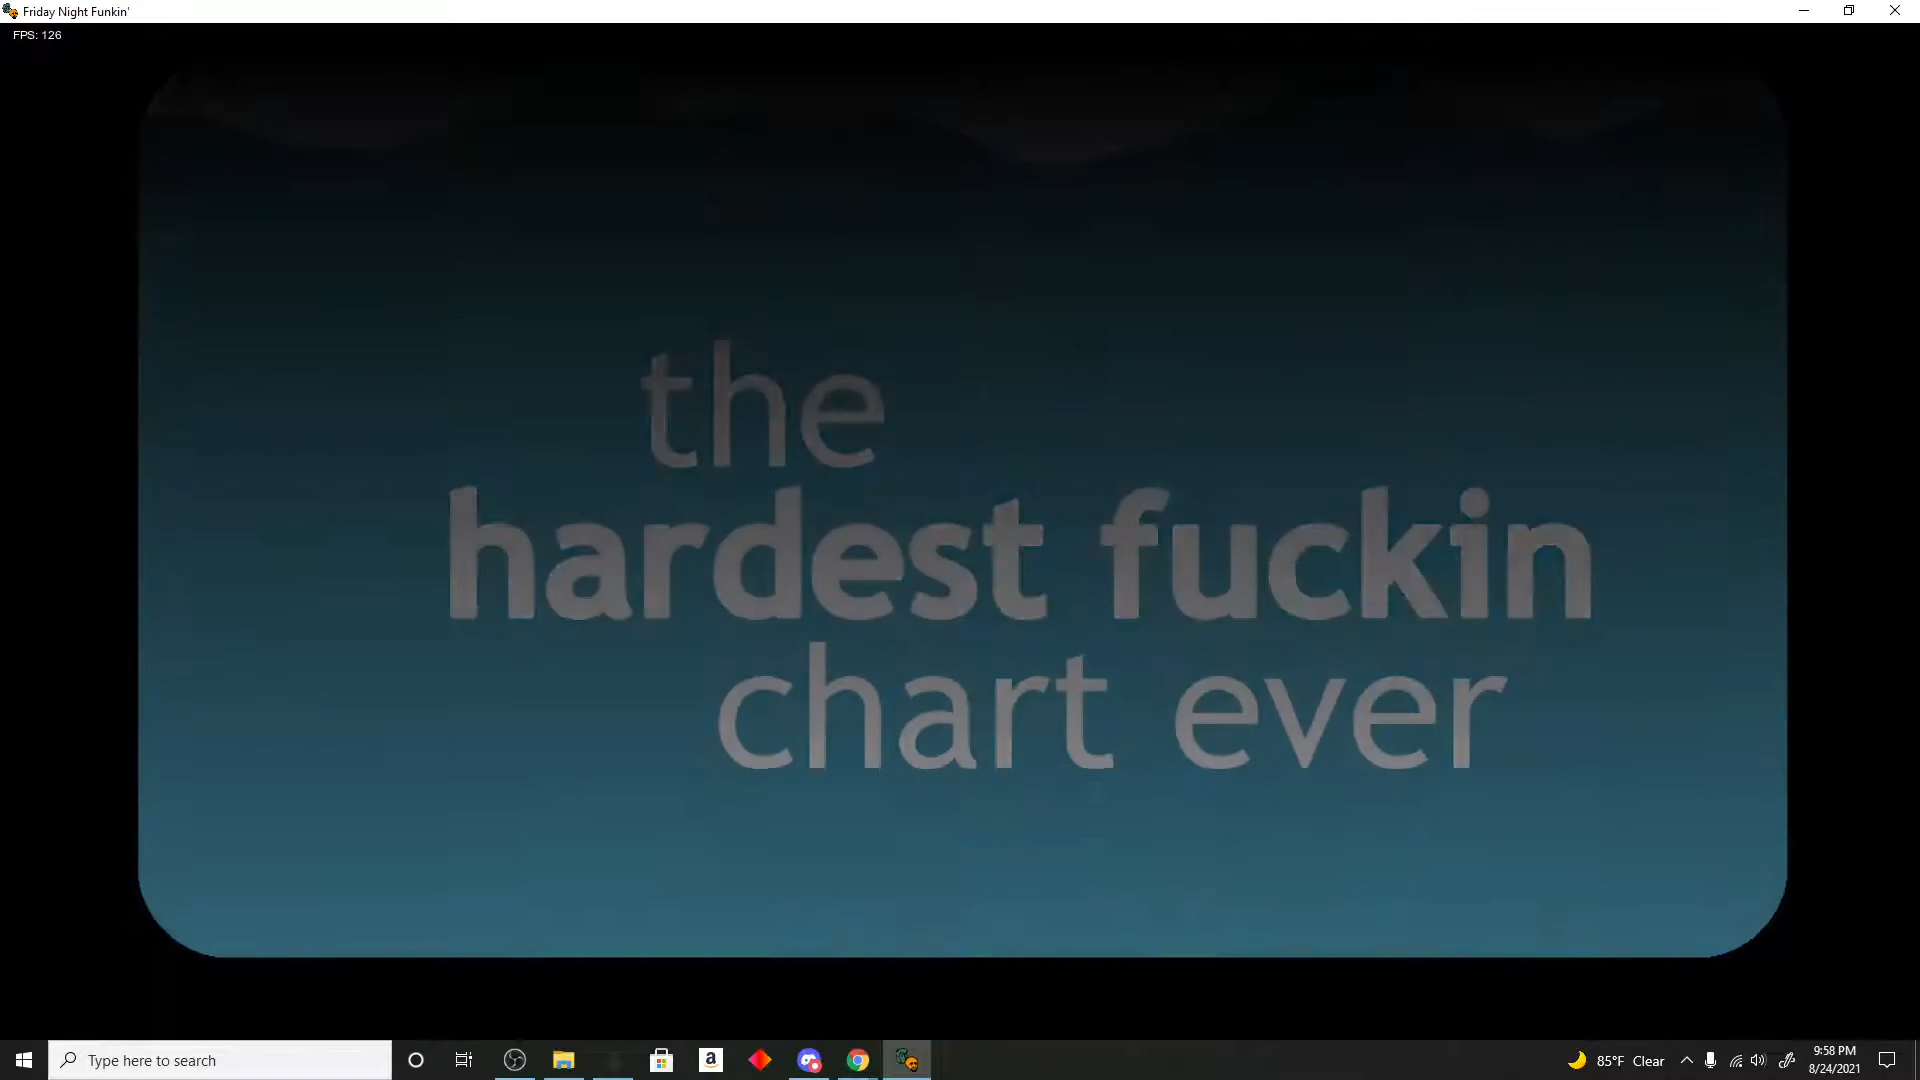 Friday Night Funkin'
FPS: 126
the
hardest fuckin
chart ever
Type here to search
a
85°F Clear
9:58 PM
8/24/2021